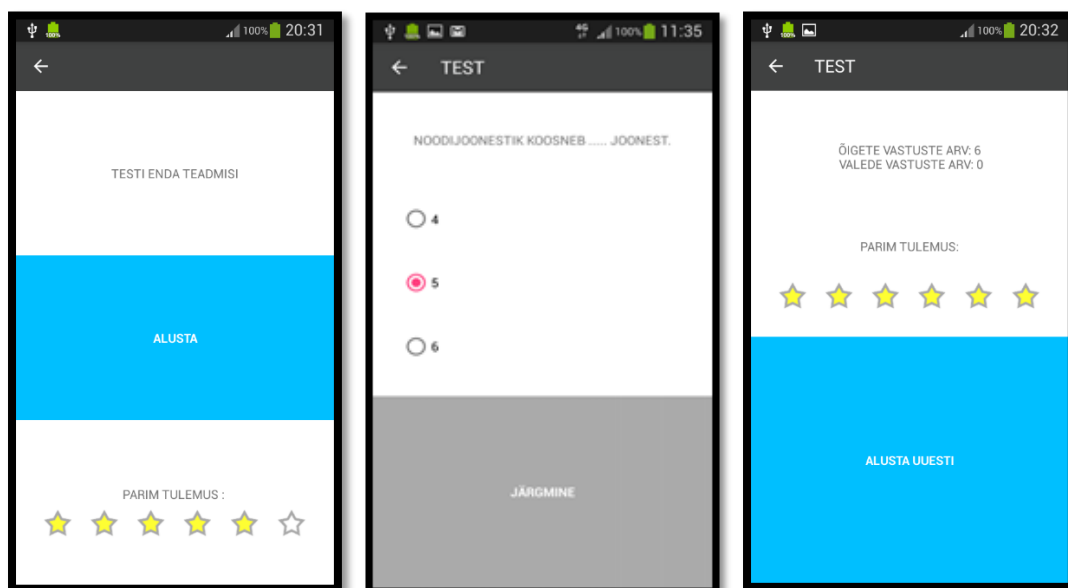 100% 20:31
TESTI ENDA TEADMISI
ALUSTA
PARIM TULEMUS :
4G 100% 11:35
TEST
NOODIJOONESTIK KOOSNEB ..... JOONEST.
4
5
6
JÄRGMINE
100% 20:32
TEST
ÕIGETE VASTUSTE ARV: 6
VALEDE VASTUSTE ARV: 0
PARIM TULEMUS:
ALUSTA UUESTI